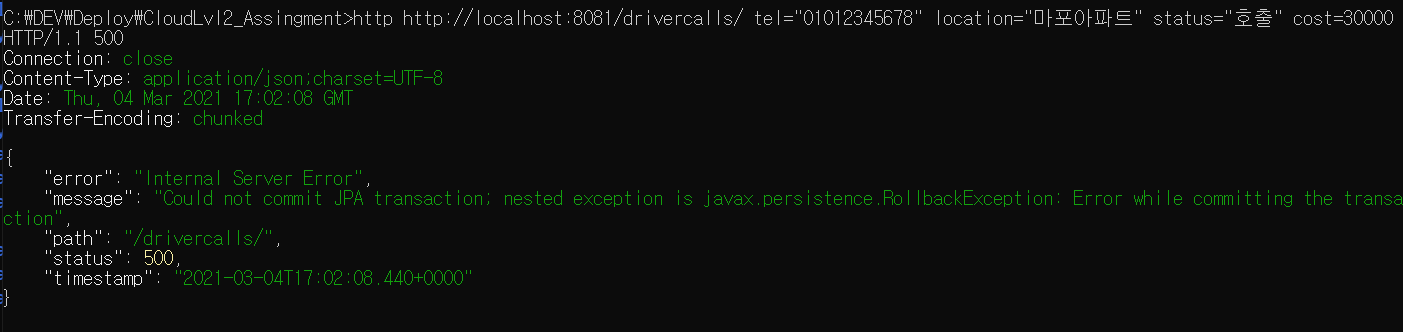 C:\DEV\Deploy\CloudLvl2_Assingment>http http://localhost:8081/drivercalls/ tel="01012345678" location="마포아파트" status="호출" cost=30000
HTTP/1.1 500
Connection: close
Content-Type: application/json;charset=UTF-8
Date: Thu, 04 Mar 2021 17:02:08 GMT
Transfer-Encoding: chunked
{
"error": "Internal Server Error",
"message": "Could not commit JPA transaction; nested exception is javax.persistence.RollbackException: Error while committing the transa
ction",
"path": "/drivercalls/",
"status": 500,
"timestamp": "2021-03-04T17:02:08.440+0000"
}